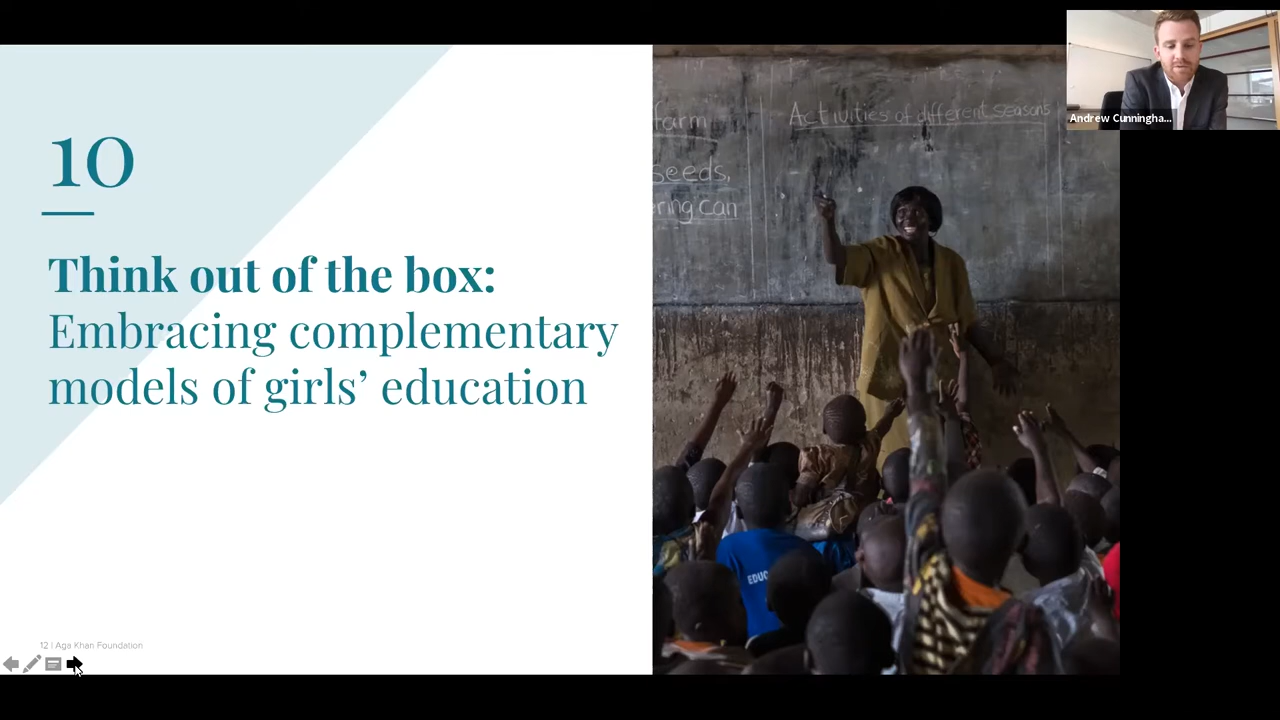 10
Think out of the box:
Embracing complementary
models of girls’ education
12 | Aga Khan Foundation
farm
seeds,
ering can
Activities of different seasons
EDUC
Andrew Cunningha...